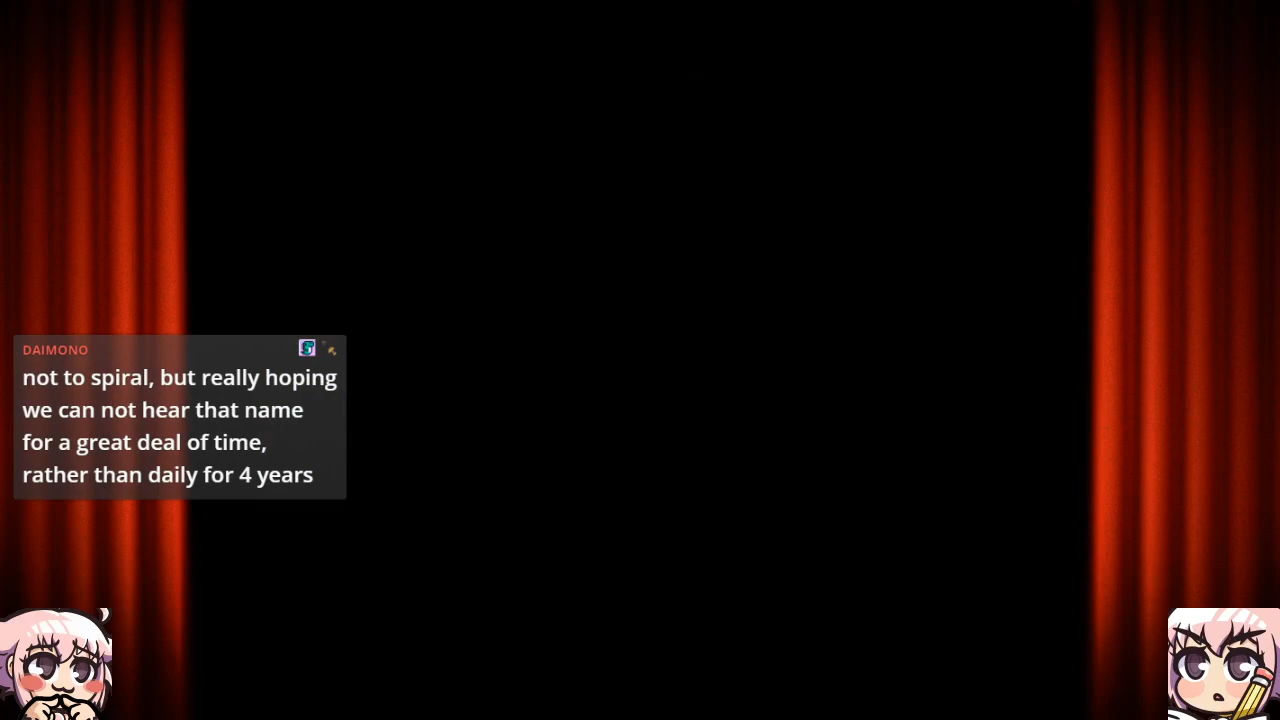 DAIMONO
not to spiral, but really hoping
we can not hear that name
for a great deal of time,
rather than daily for 4 years